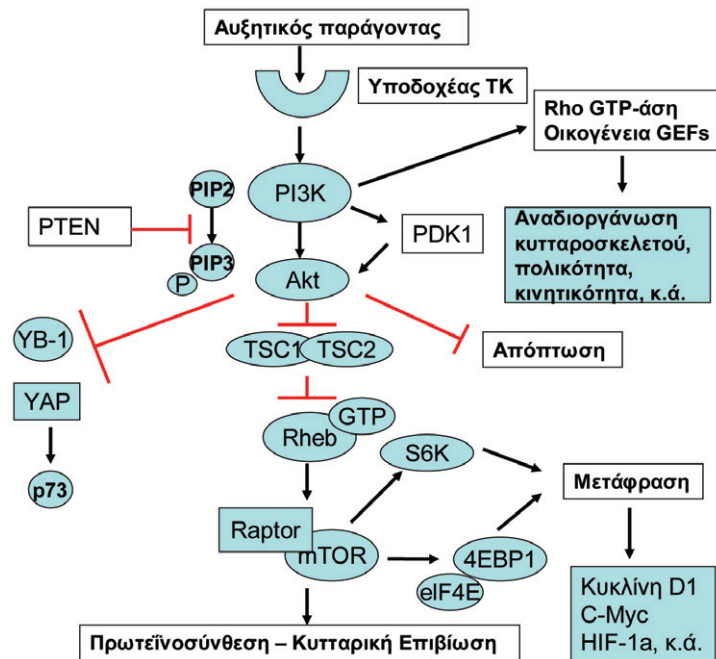 Αυξητικός παράγοντας
Υποδοχέας ΤΚ
Rho GTP-άση
Οικογένεια GEFs
PIP2
PI3K
PTEN
PDK1
Αναδιοργάνωση
κυτταροσκελετού,
πολικότητα,
κινητικότητα, κ.ά.
PIP3
P
Akt
YB-1
TSC1
TSC2
Απόπτωση
YAP
GTP
Rheb
S6K
p73
Μετάφραση
Raptor
mTOR
4EBP1
eIF4E
Κυκλίνη D1
C-Myc
HIF-1a, κ.ά.
Πρωτεϊνοσύνθεση – Κυτταρική Επιβίωση